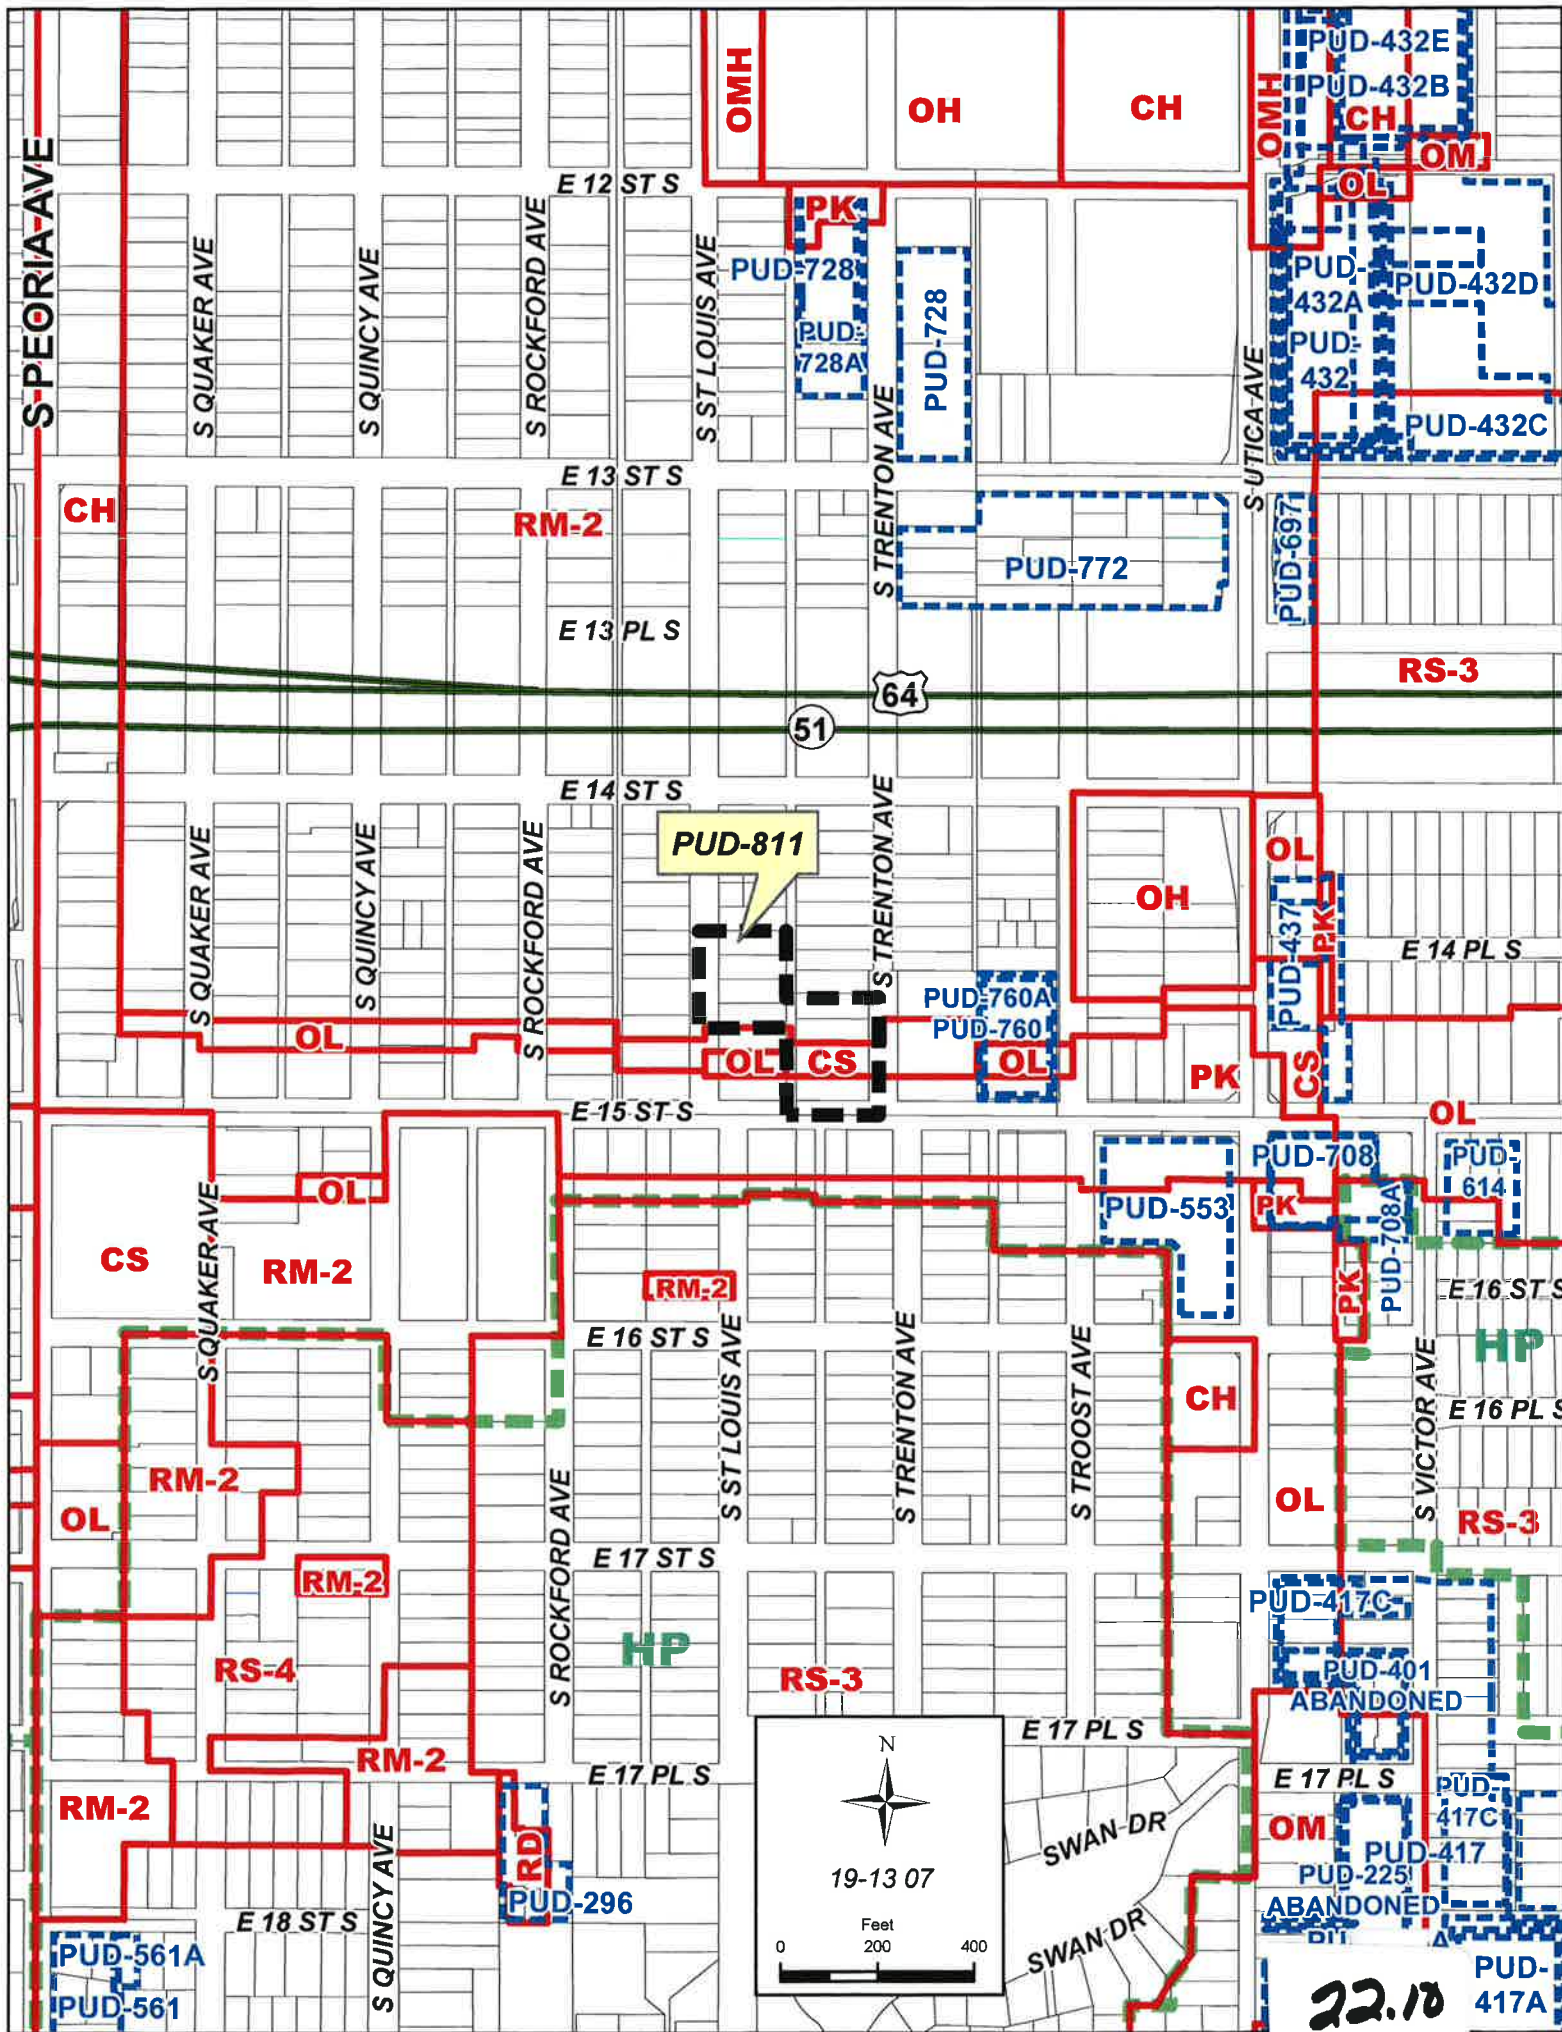 PUD-432E
PUD-432B
OMH
OH
CH
OMH
CH
OM
OL
S PEORIA AVE
E 12 ST S
PK
S QUAKER AVE
S QUINCY AVE
S ROCKFORD AVE
S ST LOUIS AVE
PUD-728
PUD-
728A
PUD-728
S TRENTON AVE
S UTICA AVE
PUD-
432A
PUD-432D
PUD-
432
PUD-432C
E 13 ST S
CH
RM-2
PUD-772
PUD-697
E 13 PL S
RS-3
64
51
E 14 ST S
PUD-811
S QUAKER AVE
S QUINCY AVE
S ROCKFORD AVE
S TRENTON AVE
OH
OL
PUD-437
PK
E 14 PL S
PUD-760A
PUD-760
OL
OL
CS
OL
PK
CS
OL
E 15 ST S
OL
PUD-708
PUD-
614
PUD-553
PK
PUD-708A
CS
S QUAKER AVE
RM-2
RM-2
PK
E 16 ST S
E 16 ST S
HP
S ST LOUIS AVE
S TRENTON AVE
S TROOST AVE
CH
S VICTOR AVE
E 16 PL S
RM-2
OL
OL
RS-3
S ROCKFORD AVE
E 17 ST S
RM-2
PUD-417C
HP
RS-4
RS-3
PUD-401
ABANDONED
E 17 PL S
RM-2
E 17 PL S
E 17 PL S
RM-2
PUD-
417C
N
SWAN DR
OM
PUD-417
S QUINCY AVE
RD
19-13 07
PUD-225
ABANDONED
PUD-296
E 18 ST S
Feet
0 200 400
SWAN DR
PUD-561A
PUD-561
PUD-
417A
22.10